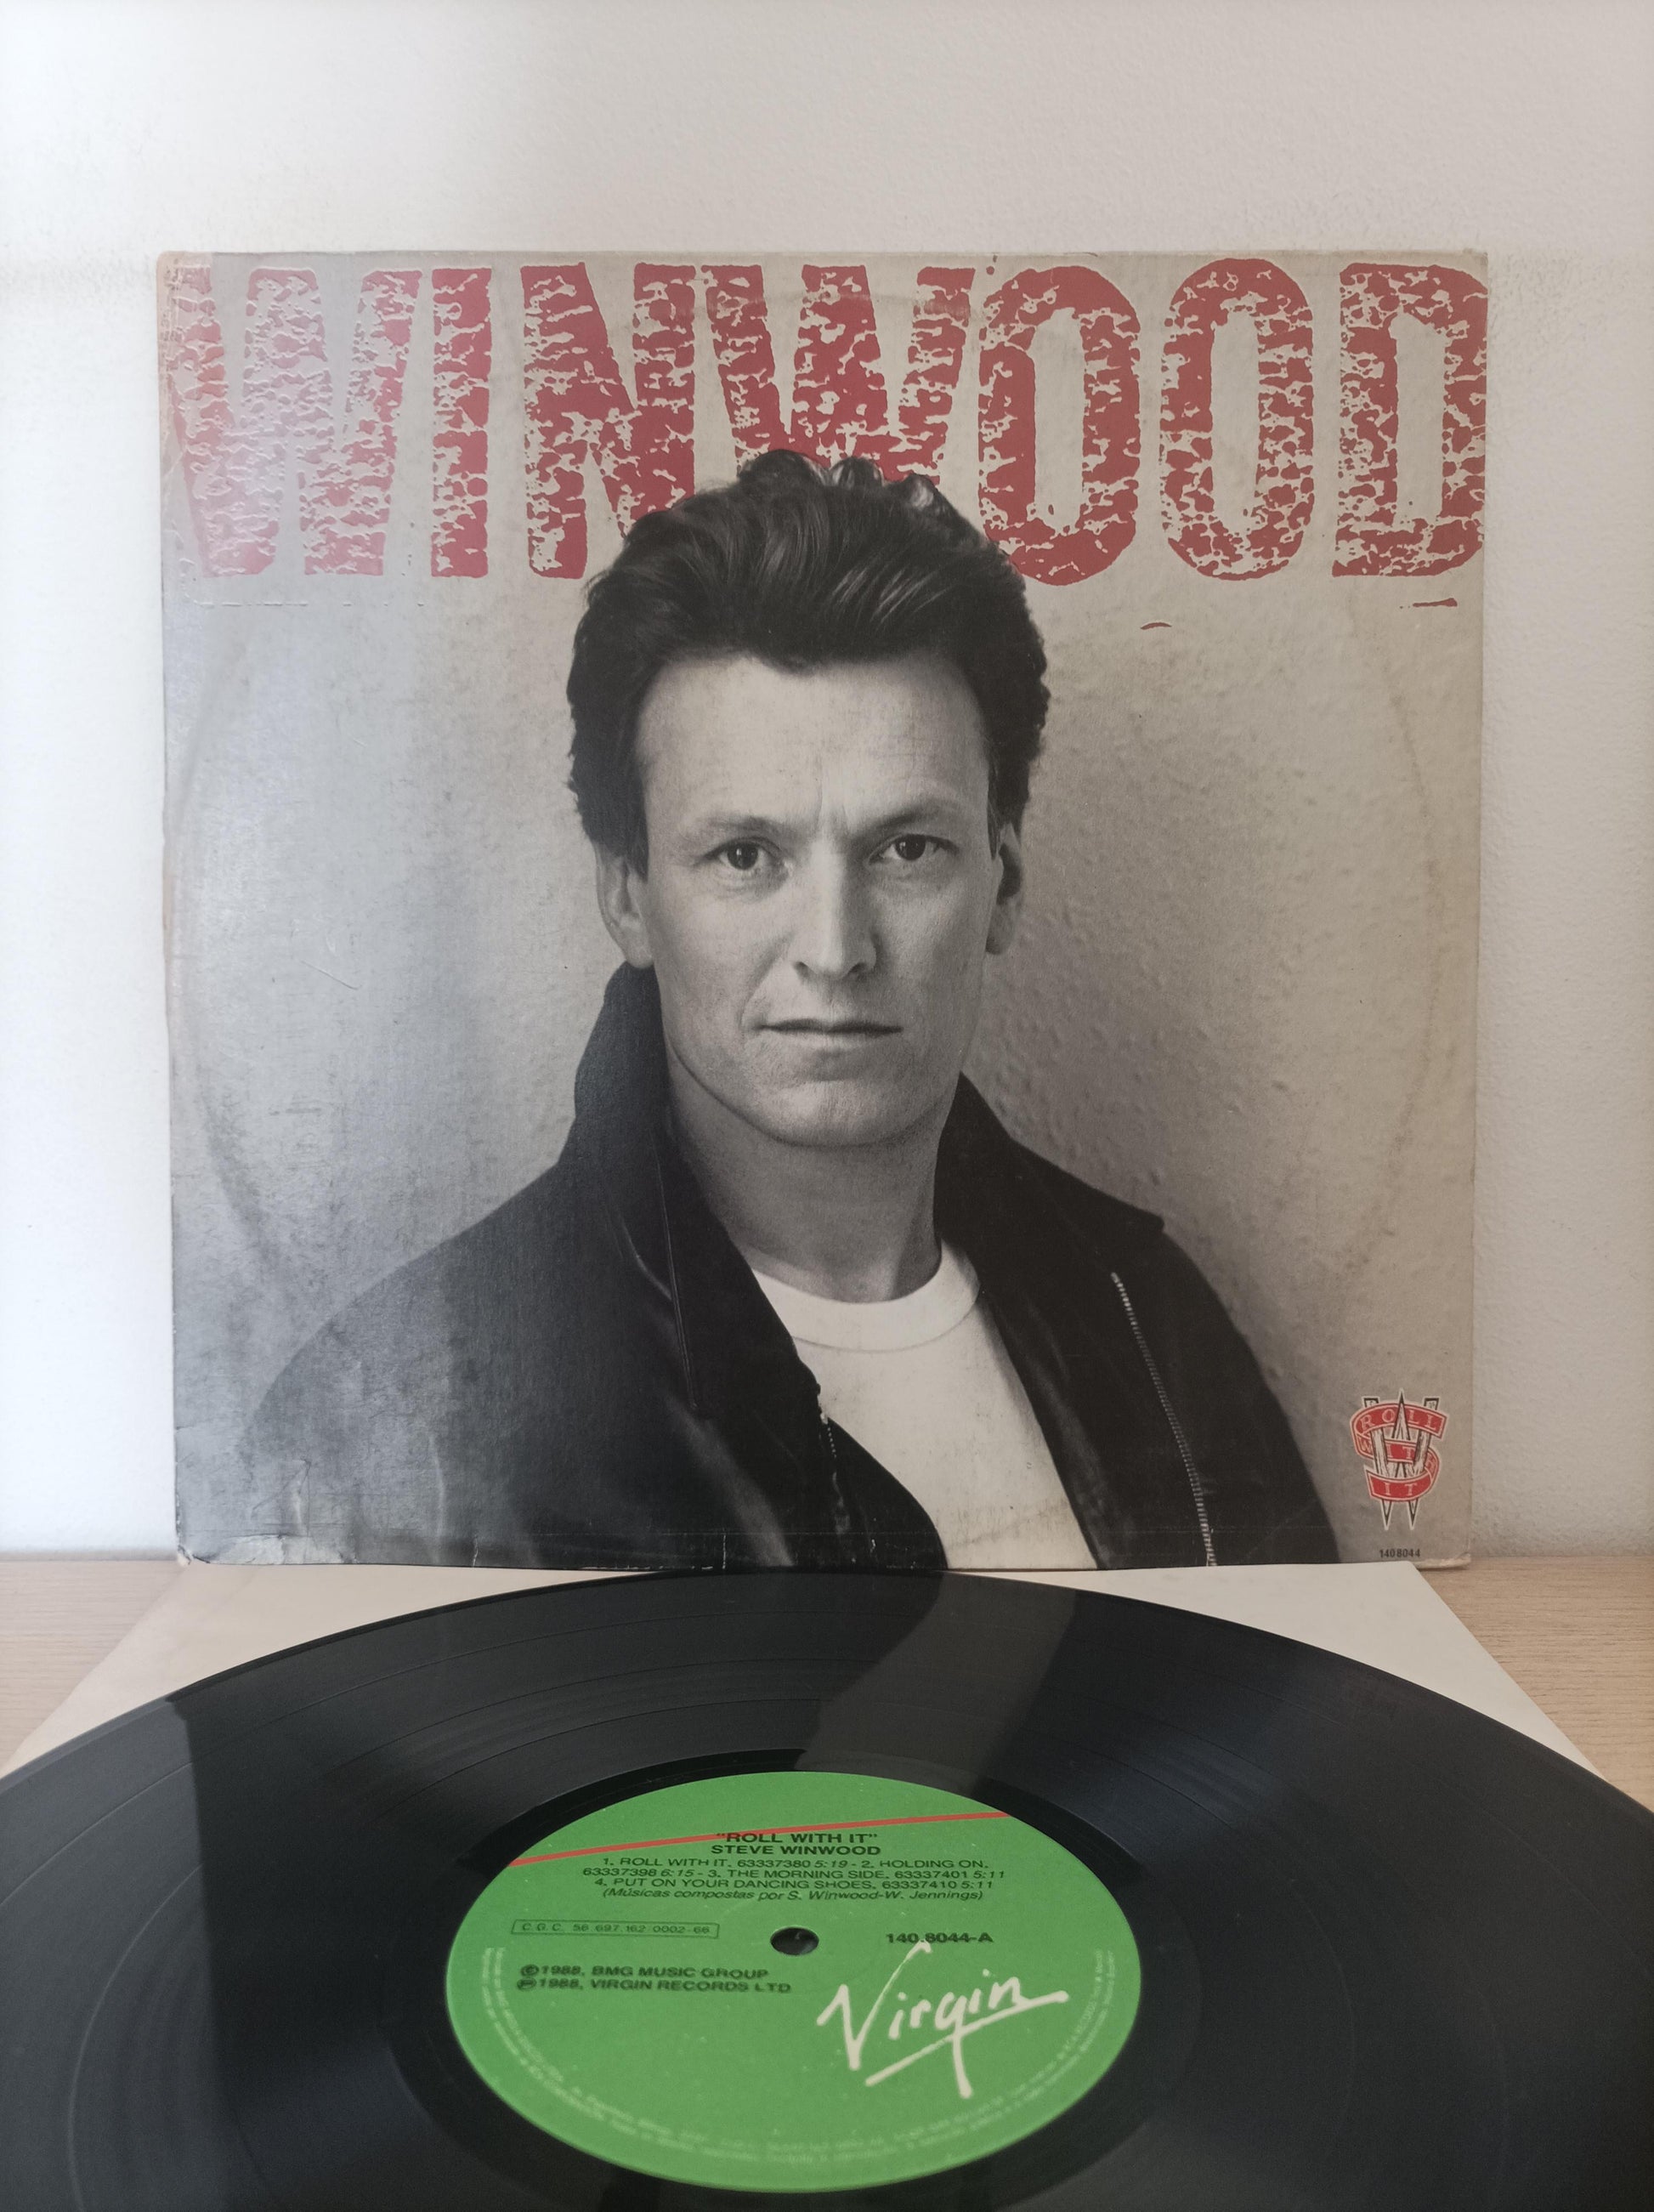 WINWOOD
ROLL
WITH
IT
1408044
"ROLL WITH IT"
STEVE WINWOOD
1. ROLL WITH IT. 63337380 5:19 - 2. HOLDING ON.
63337398 6:15 - 3. THE MORNING SIDE. 63337401 5:11
4. PUT ON YOUR DANCING SHOES. 63337410 5:11
(Músicas compostas por S. Winwood-W. Jennings)
C.G.C. 56 697.162 0002-66
140.8044-A
©1988, BMG MUSIC GROUP
℗1988, VIRGIN RECORDS LTD
Virgin